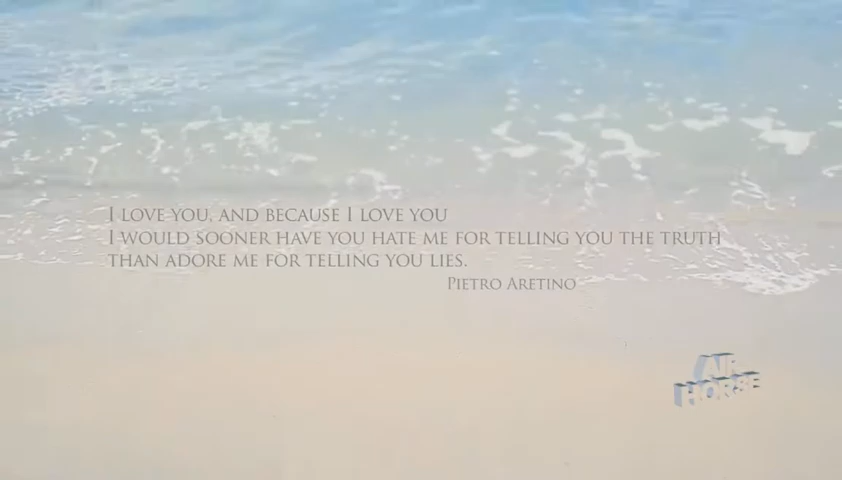 I LOVE YOU, AND BECAUSE I LOVE YOU
I WOULD SOONER HAVE YOU HATE ME FOR TELLING YOU THE TRUTH
THAN ADORE ME FOR TELLING YOU LIES.
PIETRO ARETINO
AIR
HORSE